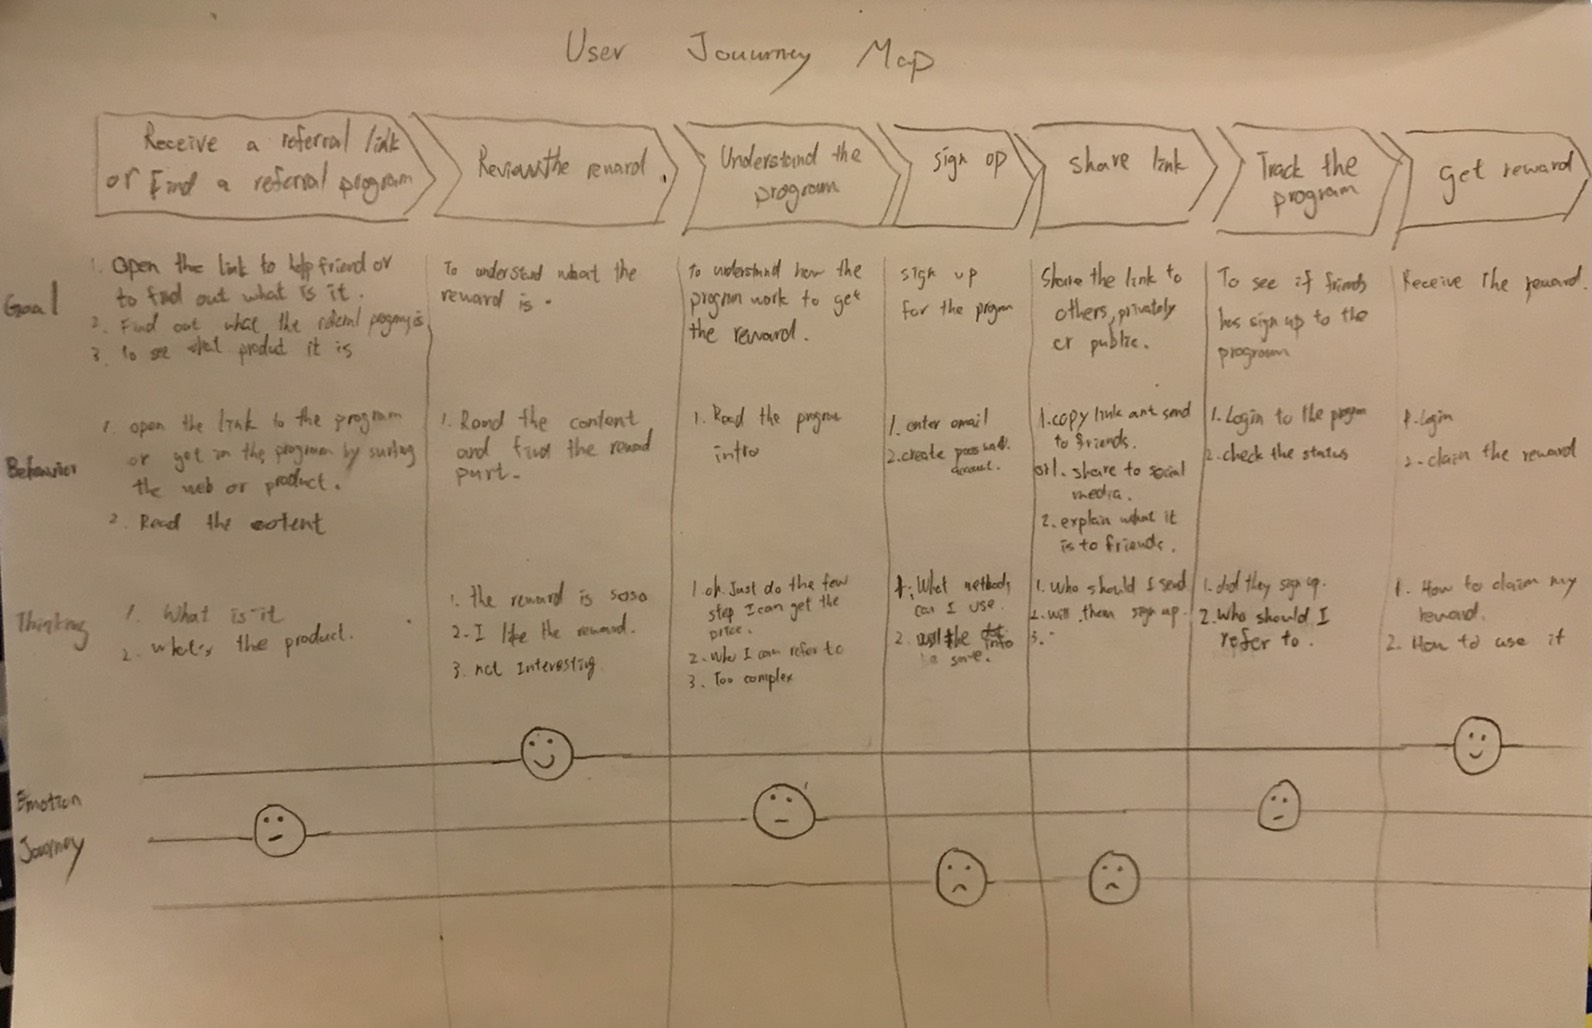 User Jouurney Map
Receive a referral link
or Find a referral program
Review the reward.
Understand the
program
sign up
share link
Track the
program
get reward
Goal
1. Open the link to help friend or
to find out what is it.
2. Find out what the referral program is
3. To see what product it is
To understand what the
reward is.
To understand how the
program work to get
the reward.
sign up
for the progrm
Share the link to
others, privately
or public.
To see if friends
has sign up to the
program
Receive the reward.
Behavior
1. open the link to the program
or get in the program by surfing
the web or product.
2. Read the
1. Read the content
and find the reward
part.
1. Read the program
intro
1. enter email
2. create
account.
1. copy link and send
to friends.
or 1. share to social
media.
2. explain what it
is to friends.
1. Login to the progrm
2. check the status
1. login
2. claim the reward
Thinking
1. What is it
2. what's the product.
1. the reward is soso
2. I like the reward.
3. not Interesting
1. oh Just do the few
step I can get the
price.
2. Who I can refer to
3. Too complex
1. What methods
can I use.
2. will the info
1. Who should I send
2. will them sign up.
3.
1. did they sign up.
2. Who should I
refer to.
1. How to claim my
reward.
2. How to use it
Emotion
Journey